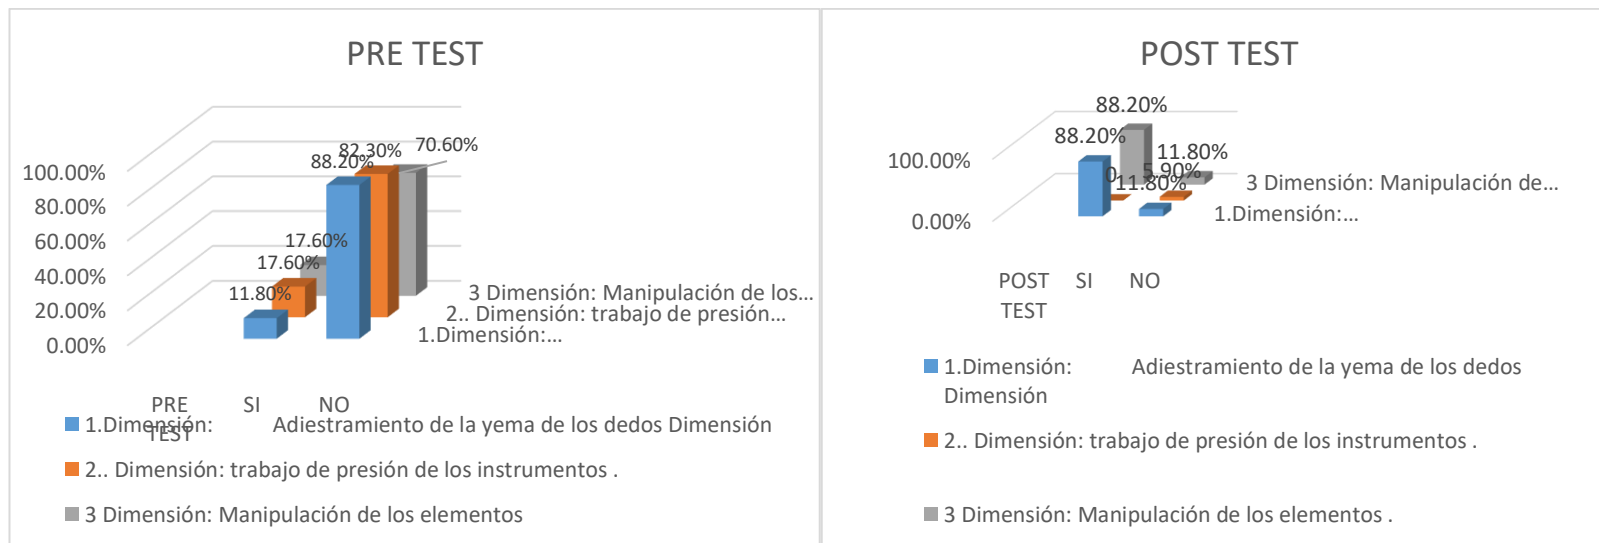 PRE TEST
100.00%
80.00%
60.00%
40.00%
20.00%
0.00%
11.80%
17.60%
17.60%
88.20%
82.30%
70.60%
3 Dimensión: Manipulación de los...
2.. Dimensión: trabajo de presión...
1.Dimensión:...
PRE TEST
SI
NO
1.Dimensión: Adiestramiento de la yema de los dedos Dimensión
2.. Dimensión: trabajo de presión de los instrumentos .
3 Dimensión: Manipulación de los elementos
POST TEST
100.00%
0.00%
88.20%
88.20%
0
11.80%
5.90%
11.80%
3 Dimensión: Manipulación de...
1.Dimensión:...
POST
TEST
SI
NO
1.Dimensión: Adiestramiento de la yema de los dedos
Dimensión
2.. Dimensión: trabajo de presión de los instrumentos .
3 Dimensión: Manipulación de los elementos .